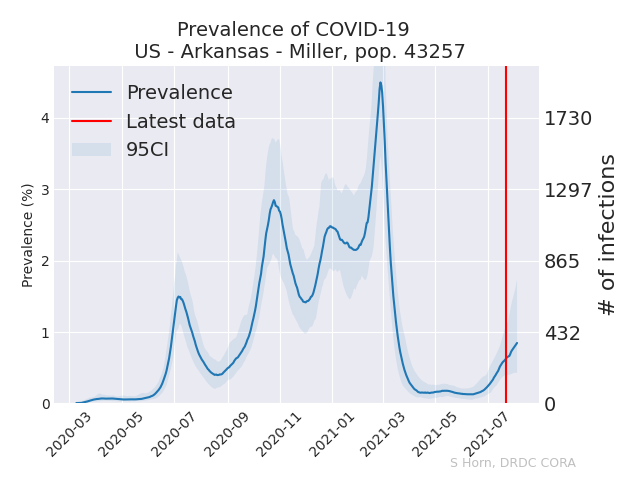 Prevalence of COVID-19
US - Arkansas - Miller, pop. 43257
Prevalence
Latest data
95CI
Prevalence (%)
4
3
2
1
0
1730
1297
865
432
0
# of infections
2020-03
2020-05
2020-07
2020-09
2020-11
2021-01
2021-03
2021-05
2021-07
S Horn, DRDC CORA